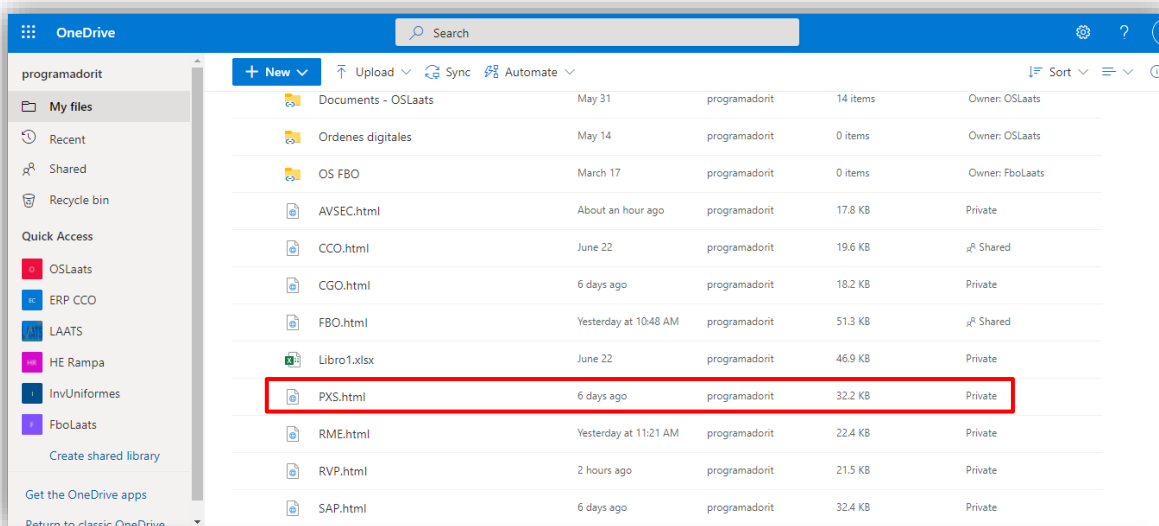 OneDrive
Search
?
programadorit
My files
Recent
Shared
Recycle bin
Quick Access
O OSLaats
EC ERP CCO
LAATS
HR HE Rampa
I InvUniformes
F FboLaats
Create shared library
Get the OneDrive apps
Return to classic OneDrive
+ New Upload Sync Automate Sort
Documents - OSLaats May 31 programadorit 14 items Owner: OSLaats
Ordenes digitales May 14 programadorit 0 items Owner: OSLaats
OS FBO March 17 programadorit 0 items Owner: FboLaats
AVSEC.html About an hour ago programadorit 17.8 KB Private
CCO.html June 22 programadorit 19.6 KB Shared
CGO.html 6 days ago programadorit 18.2 KB Private
FBO.html Yesterday at 10:48 AM programadorit 51.3 KB Shared
Libro1.xlsx June 22 programadorit 46.9 KB Private
PXS.html 6 days ago programadorit 32.2 KB Private
RME.html Yesterday at 11:21 AM programadorit 22.4 KB Private
RVP.html 2 hours ago programadorit 21.5 KB Private
SAP.html 6 days ago programadorit 32.4 KB Private